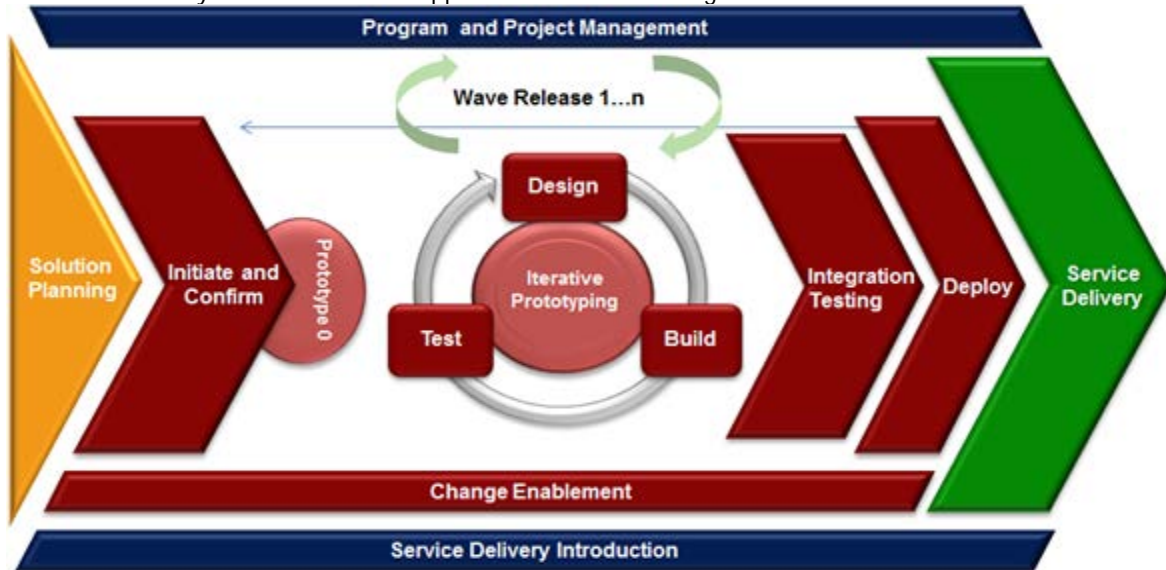 Program and Project Management
Wave Release 1...n
Design
Solution
Planning
Initiate and
Confirm
Prototype 0
Iterative
Prototyping
Test
Build
Integration
Testing
Deploy
Service
Delivery
Change Enablement
Service Delivery Introduction